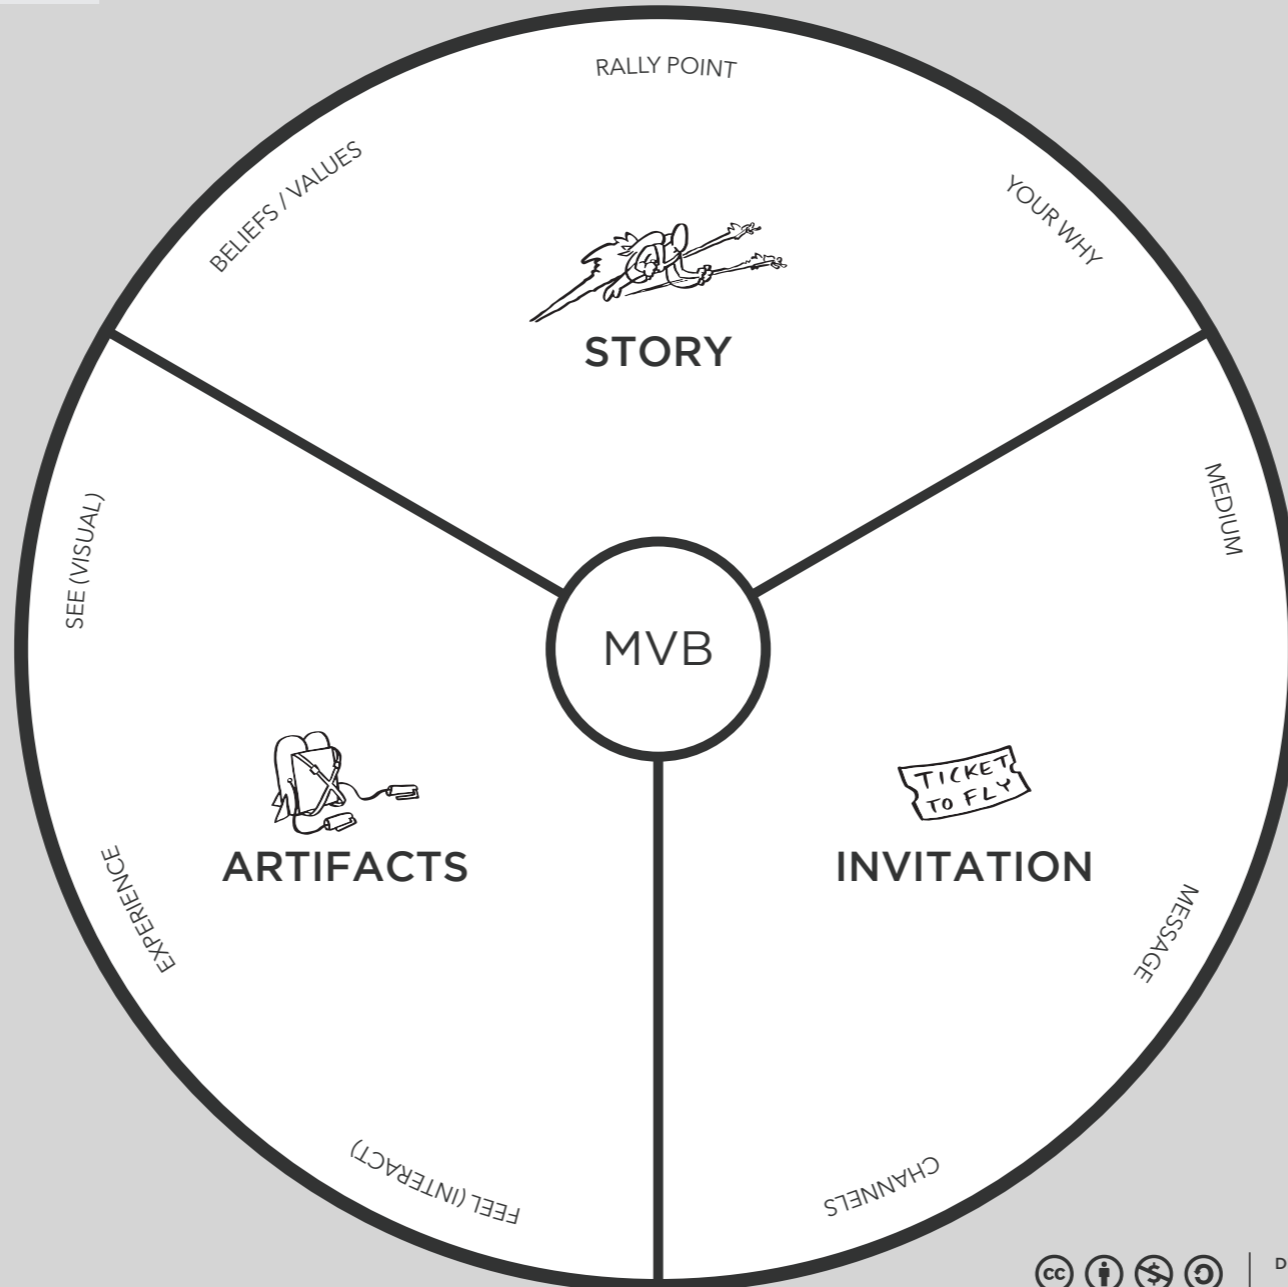 RALLY POINT
BELIEFS / VALUES
YOUR WHY
STORY
SEE (VISUAL)
MEDIUM
MVB
TICKET
TO FLY
ARTIFACTS
INVITATION
EXPERIENCE
MESSAGE
FEEL (INTERACT)
CHANNELS
cc